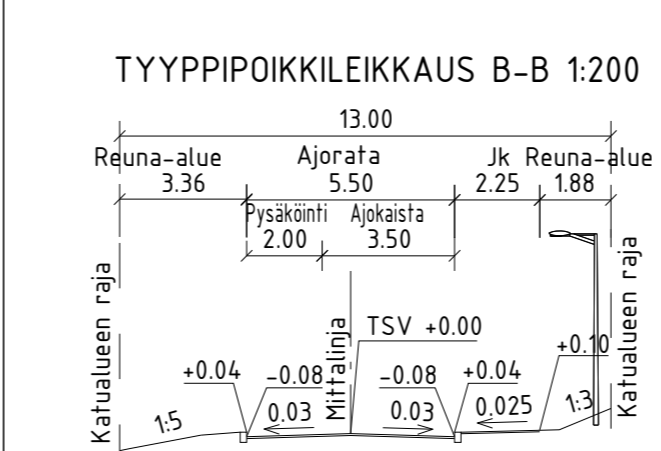 TYYPPIPOIKKILEIKKAUS B-B 1:200
13.00
Reuna-alue Ajorata Jk Reuna-alue
3.36 5.50 2.25 1.88
Pysäköinti Ajokaista
2.00 3.50
Katualueen raja
Mittalinja
Katualueen raja
TSV +0.00
+0.10
+0.04 -0.08 -0.08 +0.04
1:5 0.03 0.03 0.025 1:3